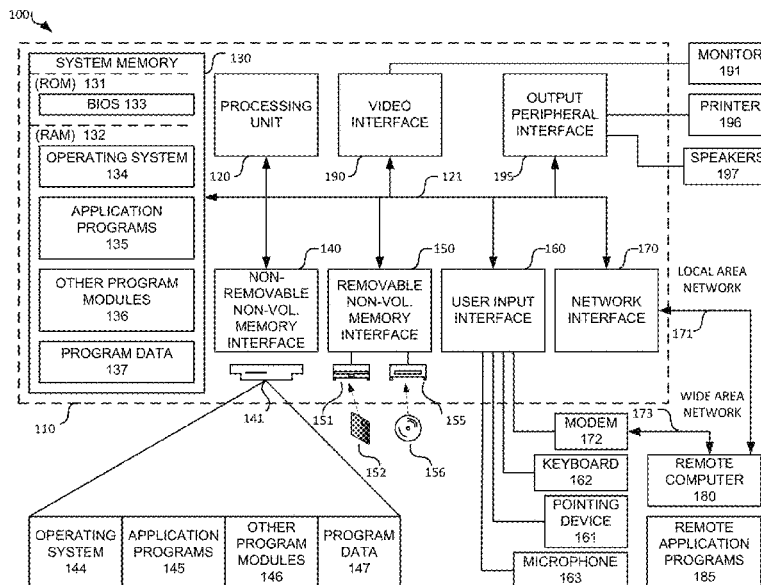 100
SYSTEM MEMORY
(ROM) 131
BIOS 133
(RAM) 132
OPERATING SYSTEM
134
APPLICATION
PROGRAMS
135
OTHER PROGRAM
MODULES
136
PROGRAM DATA
137
130
PROCESSING
UNIT
120
VIDEO
INTERFACE
190
OUTPUT
PERIPHERAL
INTERFACE
195
121
MONITOR
191
PRINTER
196
SPEAKERS
197
140
NON-
REMOVABLE
NON-VOL.
MEMORY
INTERFACE
150
REMOVABLE
NON-VOL.
MEMORY
INTERFACE
160
USER INPUT
INTERFACE
170
NETWORK
INTERFACE
LOCAL AREA
NETWORK
171
110
141
151
152
155
156
WIDE AREA
NETWORK
173
MODEM
172
KEYBOARD
162
POINTING
DEVICE
161
MICROPHONE
163
REMOTE
COMPUTER
180
REMOTE
APPLICATION
PROGRAMS
185
OPERATING
SYSTEM
144
APPLICATION
PROGRAMS
145
OTHER
PROGRAM
MODULES
146
PROGRAM
DATA
147